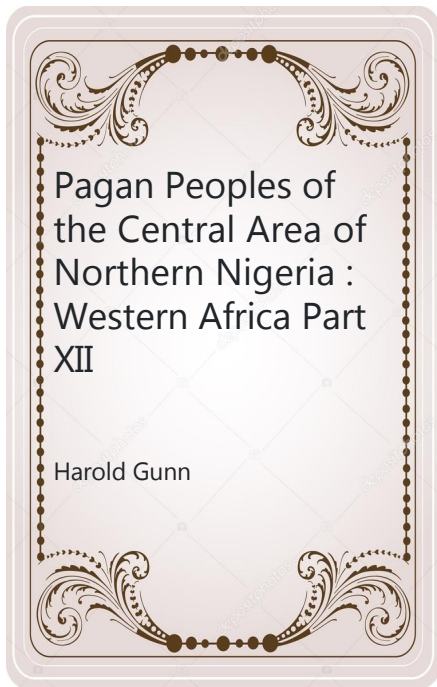 Pagan Peoples of
the Central Area of
Northern Nigeria :
Western Africa Part
XII
Harold Gunn